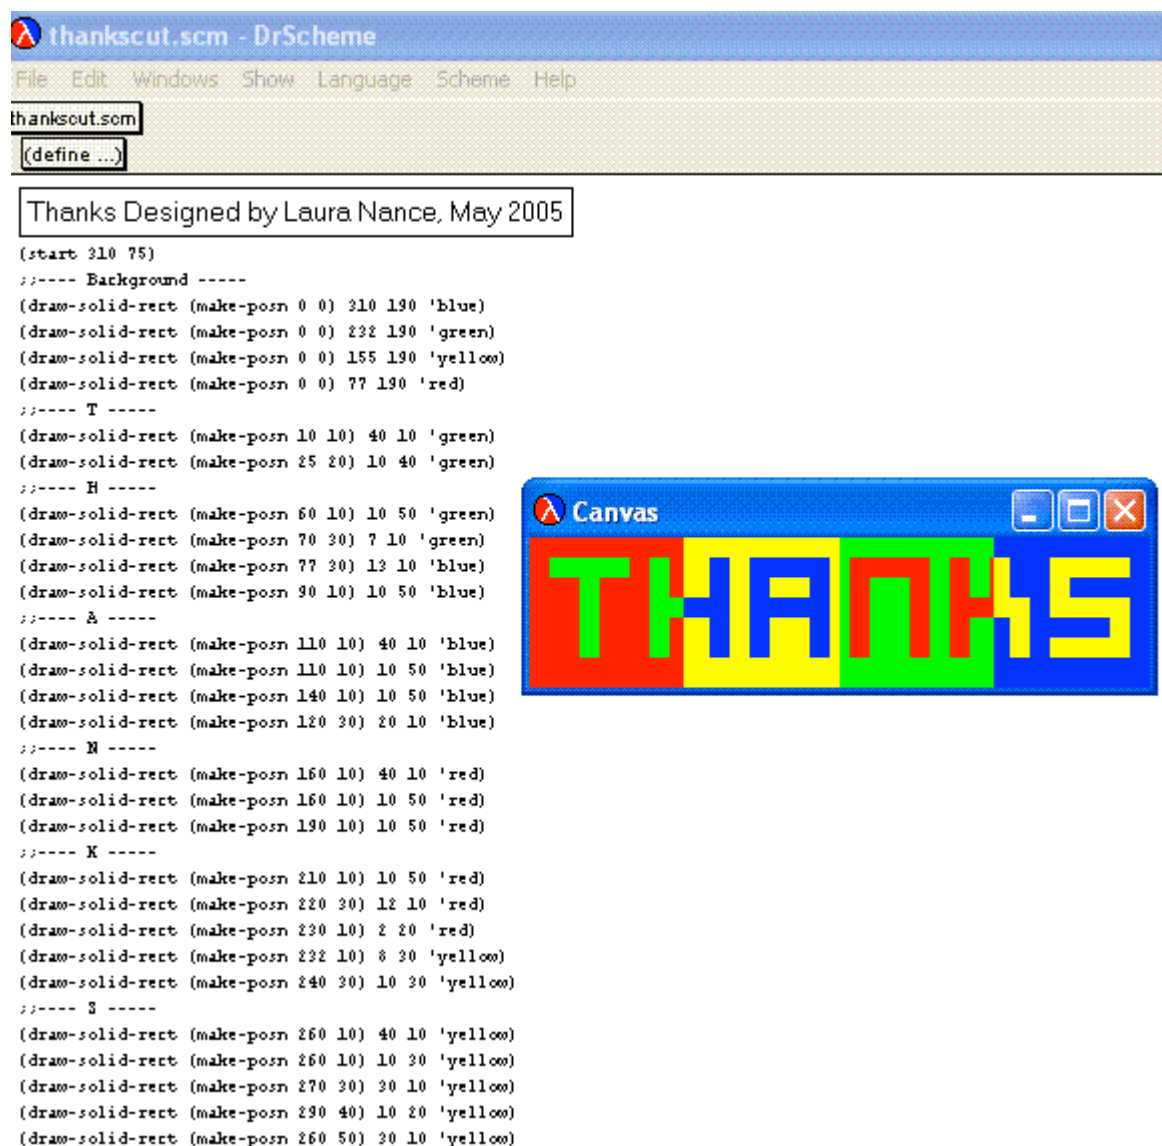 thankscut.scm - DrScheme
File Edit Windows Show Language Scheme Help
thankscut.scm
(define ...)
Thanks Designed by Laura Nance, May 2005
(start 310 75)
;;---- Background -----
(draw-solid-rect (make-posn 0 0) 310 190 'blue)
(draw-solid-rect (make-posn 0 0) 232 190 'green)
(draw-solid-rect (make-posn 0 0) 155 190 'yellow)
(draw-solid-rect (make-posn 0 0) 77 190 'red)
;;---- T -----
(draw-solid-rect (make-posn 10 10) 40 10 'green)
(draw-solid-rect (make-posn 25 20) 10 40 'green)
;;---- H -----
(draw-solid-rect (make-posn 60 10) 10 50 'green)
(draw-solid-rect (make-posn 70 30) 7 10 'green)
(draw-solid-rect (make-posn 77 30) 13 10 'blue)
(draw-solid-rect (make-posn 90 10) 10 50 'blue)
;;---- A -----
(draw-solid-rect (make-posn 110 10) 40 10 'blue)
(draw-solid-rect (make-posn 110 10) 10 50 'blue)
(draw-solid-rect (make-posn 140 10) 10 50 'blue)
(draw-solid-rect (make-posn 120 30) 20 10 'blue)
;;---- N -----
(draw-solid-rect (make-posn 160 10) 40 10 'red)
(draw-solid-rect (make-posn 160 10) 10 50 'red)
(draw-solid-rect (make-posn 190 10) 10 50 'red)
;;---- K -----
(draw-solid-rect (make-posn 210 10) 10 50 'red)
(draw-solid-rect (make-posn 220 30) 12 10 'red)
(draw-solid-rect (make-posn 230 10) 2 20 'red)
(draw-solid-rect (make-posn 232 10) 8 30 'yellow)
(draw-solid-rect (make-posn 240 30) 10 30 'yellow)
;;---- S -----
(draw-solid-rect (make-posn 260 10) 40 10 'yellow)
(draw-solid-rect (make-posn 260 10) 10 30 'yellow)
(draw-solid-rect (make-posn 270 30) 30 10 'yellow)
(draw-solid-rect (make-posn 290 40) 10 20 'yellow)
(draw-solid-rect (make-posn 260 50) 30 10 'yellow)
Canvas
THANKS